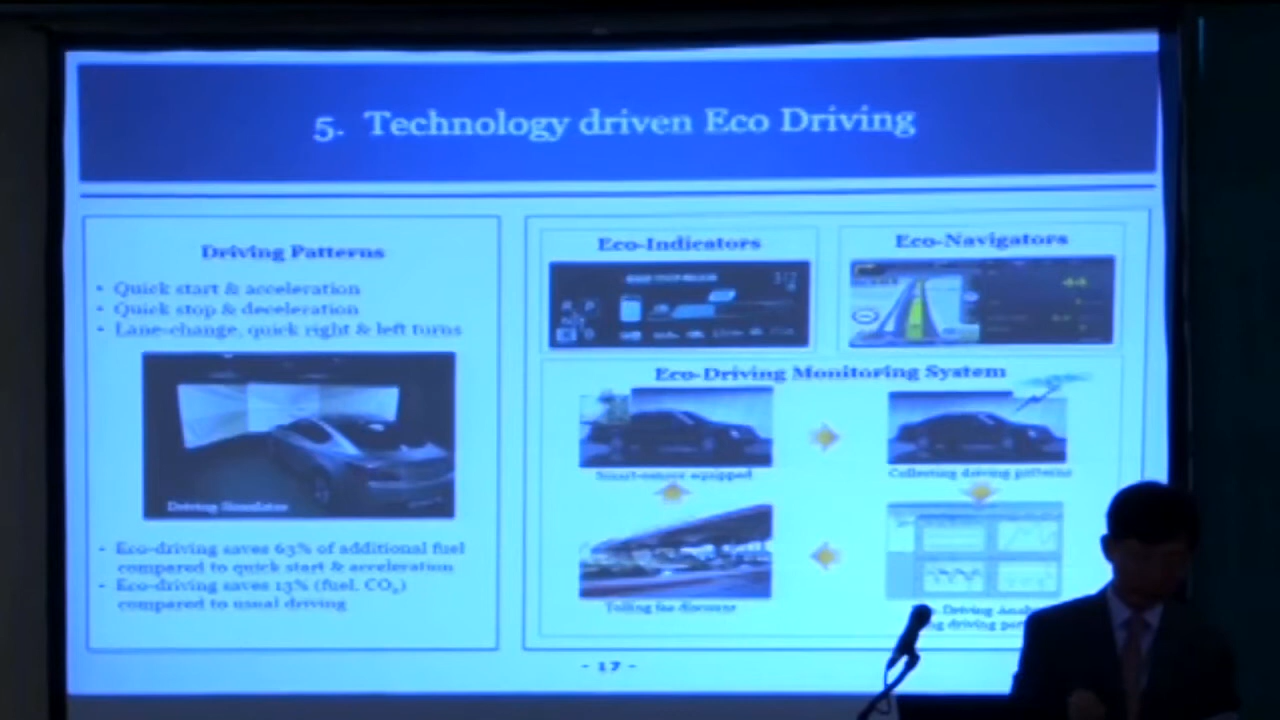 5. Technology driven Eco Driving
Driving Patterns
• Quick start & acceleration
• Quick stop & deceleration
• Lane-change, quick right & left turns
Driving Simulator
• Eco-driving saves 63% of additional fuel
compared to quick start & acceleration
• Eco-driving saves 13% (fuel, CO₂)
compared to usual driving
Eco-Indicators
Eco-Navigators
Eco-Driving Monitoring System
Smart-sensor equipped
Collecting driving patterns
Tolling fee discount
Driving
driving
- 17 -